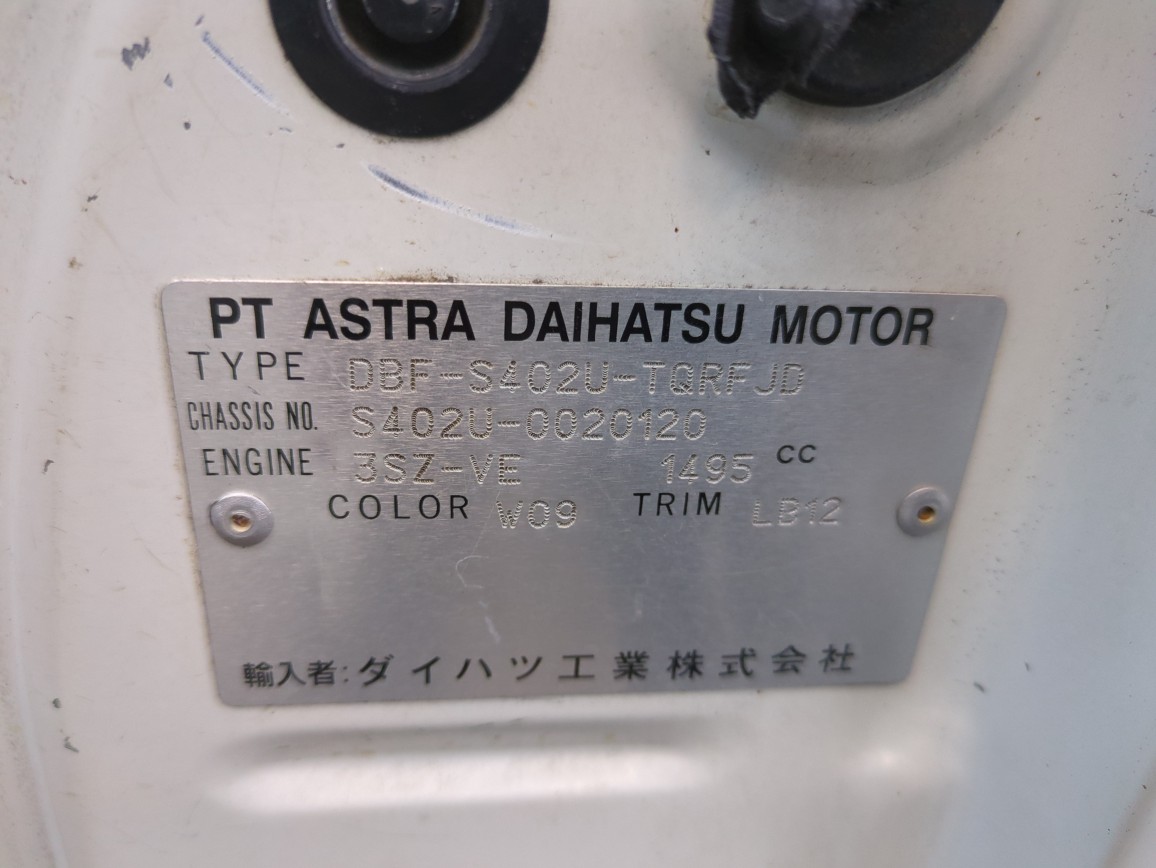 PT ASTRA DAIHATSU MOTOR
TYPE DBF-S402U-TQRFJD
CHASSIS NO. S402U-0020120
ENGINE 3SZ-VE 1495 CC
COLOR W09 TRIM LB12
輸入者:ダイハツ工業株式会社